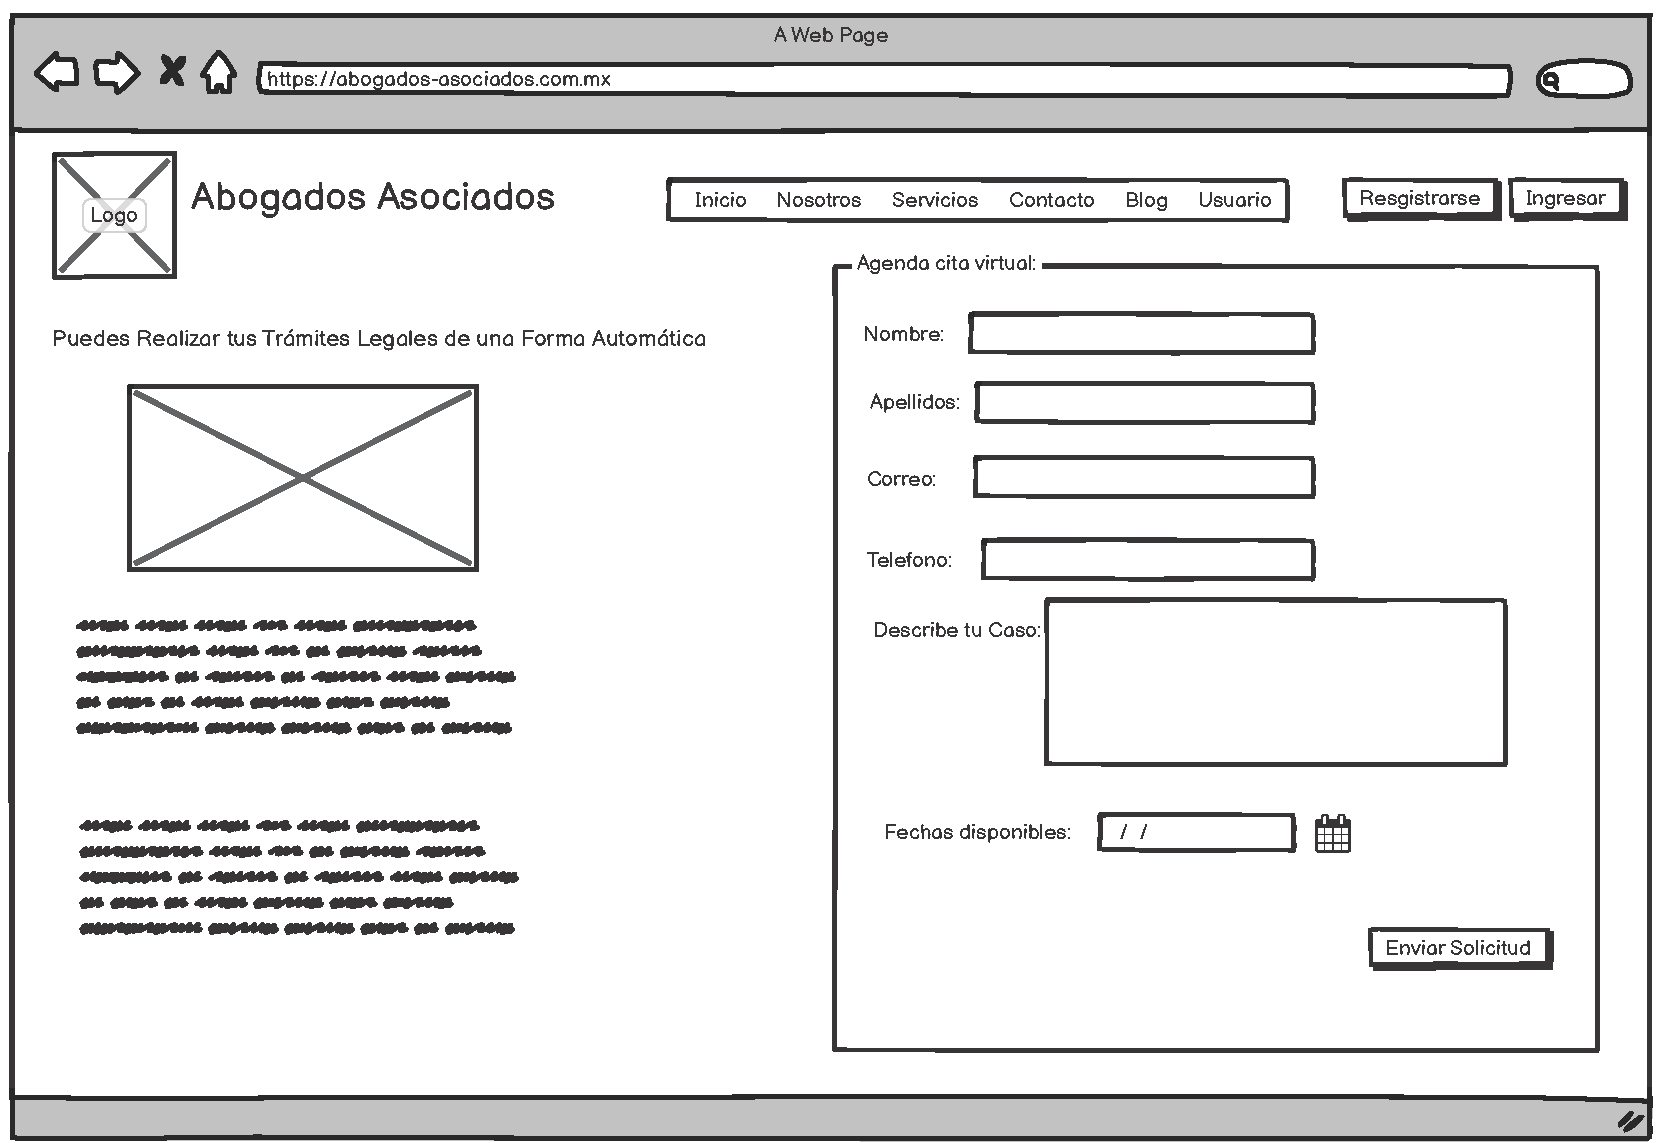 A Web Page
https://abogados-asociados.com.mx
Logo
Abogados Asociados
Inicio Nosotros Servicios Contacto Blog Usuario
Resgistrarse
Ingresar
Puedes Realizar tus Trámites Legales de una Forma Automática
Agenda cita virtual:
Nombre:
Apellidos:
Correo:
Telefono:
Describe tu Caso:
Fechas disponibles: / /
Enviar Solicitud